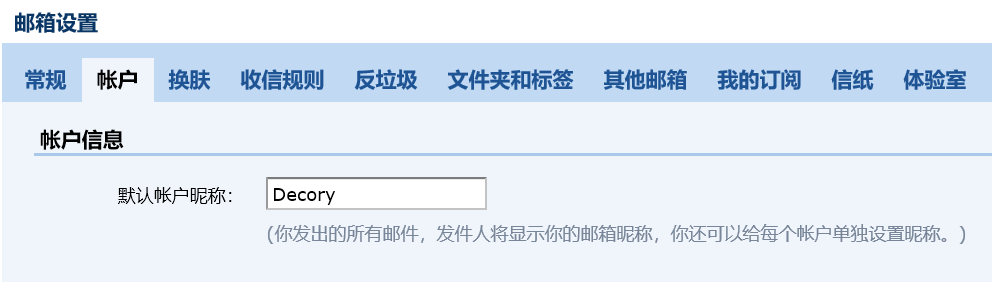 邮箱设置
常规 帐户 换肤 收信规则 反垃圾 文件夹和标签 其他邮箱 我的订阅 信纸 体验室
帐户信息
默认帐户昵称： Decory
(你发出的所有邮件，发件人将显示你的邮箱昵称，你还可以给每个帐户单独设置昵称。)